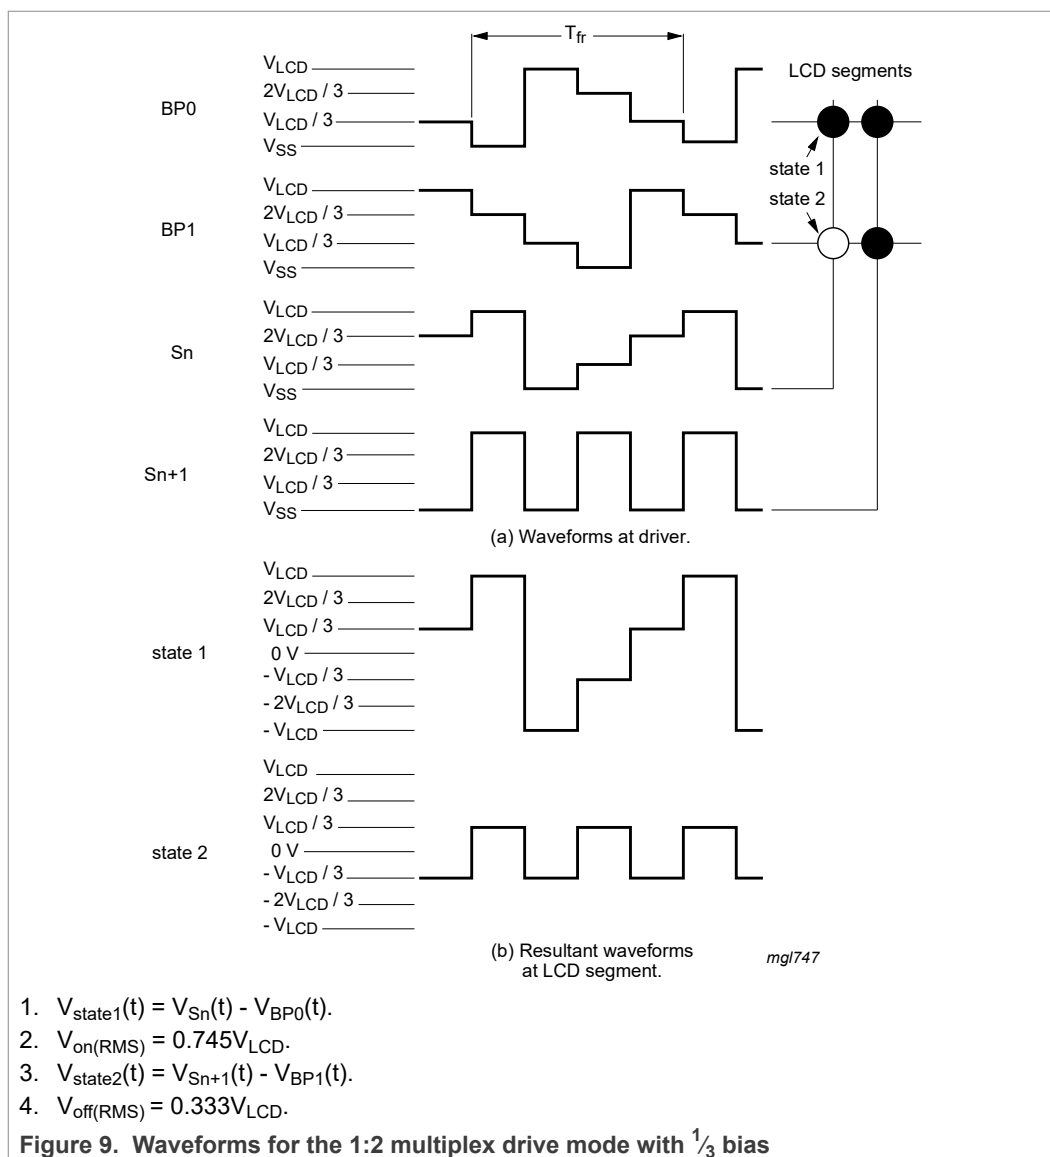 T_fr
V_LCD
LCD segments
2V_LCD / 3
BP0
V_LCD / 3
V_SS
state 1
V_LCD
state 2
2V_LCD / 3
BP1
V_LCD / 3
V_SS
V_LCD
2V_LCD / 3
Sn
V_LCD / 3
V_SS
V_LCD
2V_LCD / 3
Sn+1
V_LCD / 3
V_SS
(a) Waveforms at driver.
V_LCD
2V_LCD / 3
V_LCD / 3
state 1
0 V
- V_LCD / 3
- 2V_LCD / 3
- V_LCD
V_LCD
2V_LCD / 3
V_LCD / 3
state 2
0 V
- V_LCD / 3
- 2V_LCD / 3
- V_LCD
(b) Resultant waveforms
at LCD segment.
mgl747
1. V_state1(t) = V_Sn(t) - V_BP0(t).
2. V_on(RMS) = 0.745V_LCD.
3. V_state2(t) = V_Sn+1(t) - V_BP1(t).
4. V_off(RMS) = 0.333V_LCD.
Figure 9. Waveforms for the 1:2 multiplex drive mode with 1/3 bias